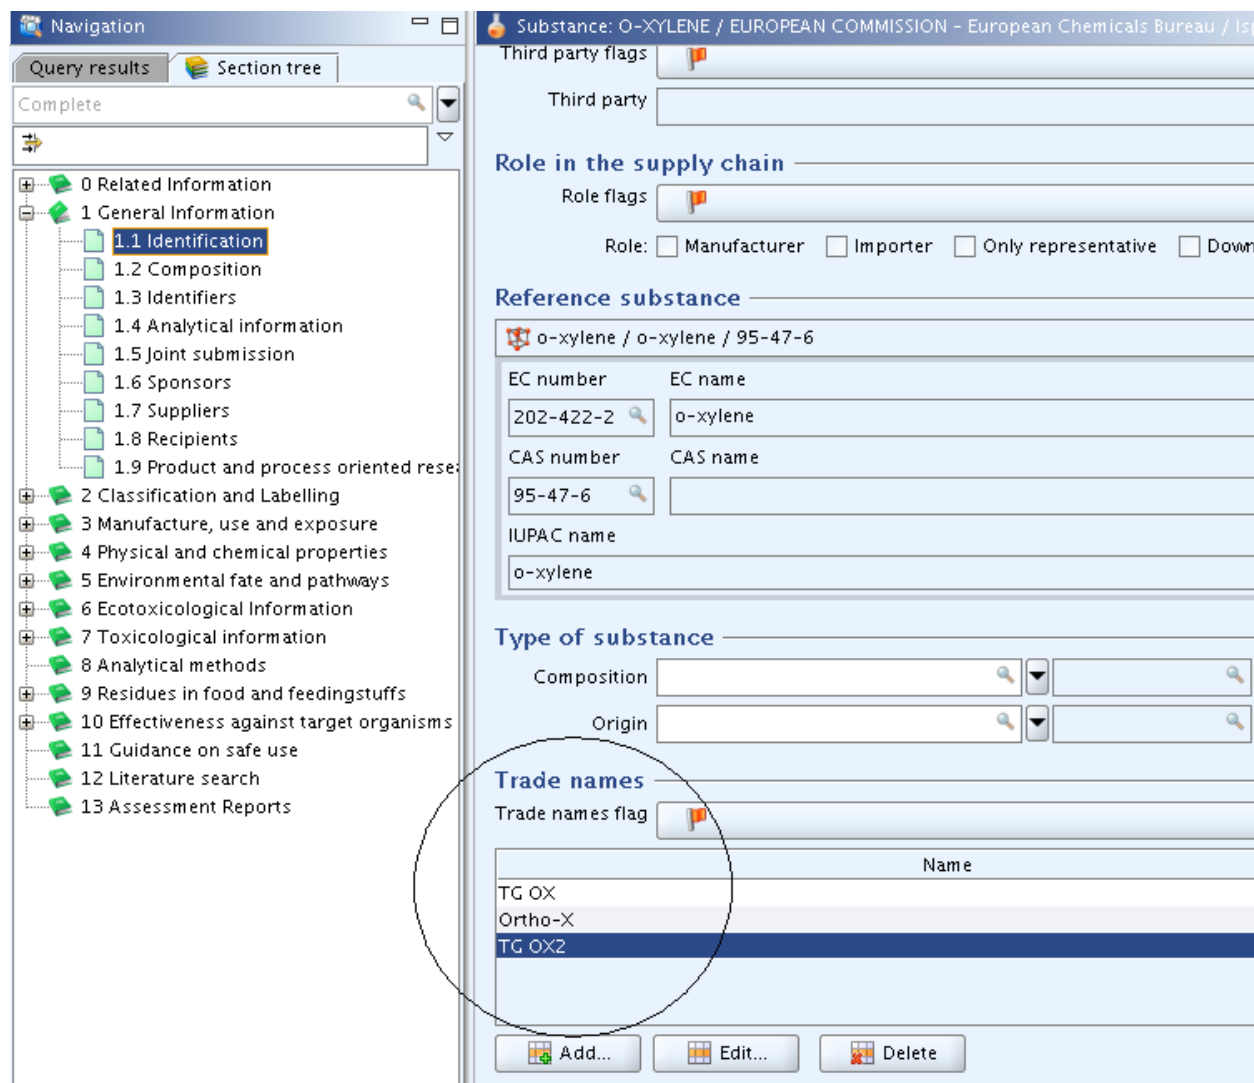 Navigation
Query results
Section tree
Complete
0 Related Information
1 General Information
1.1 Identification
1.2 Composition
1.3 Identifiers
1.4 Analytical information
1.5 Joint submission
1.6 Sponsors
1.7 Suppliers
1.8 Recipients
1.9 Product and process oriented
2 Classification and Labelling
3 Manufacture, use and exposure
4 Physical and chemical properties
5 Environmental fate and pathways
6 Ecotoxicological Information
7 Toxicological information
8 Analytical methods
9 Residues in food and feedingstuffs
10 Effectiveness against target organisms
11 Guidance on safe use
12 Literature search
13 Assessment Reports
Substance: O-XYLENE / EUROPEAN COMMISSION - European Chemicals Bureau /
Third party flags
Third party
Role in the supply chain
Role flags
Role: Manufacturer Importer Only representative
Reference substance
o-xylene / o-xylene / 95-47-6
EC number EC name
202-422-2 o-xylene
CAS number CAS name
95-47-6
IUPAC name
o-xylene
Type of substance
Composition
Origin
Trade names
Trade names flag
Name
TG OX
Ortho-X
TG OX2
Add... Edit... Delete